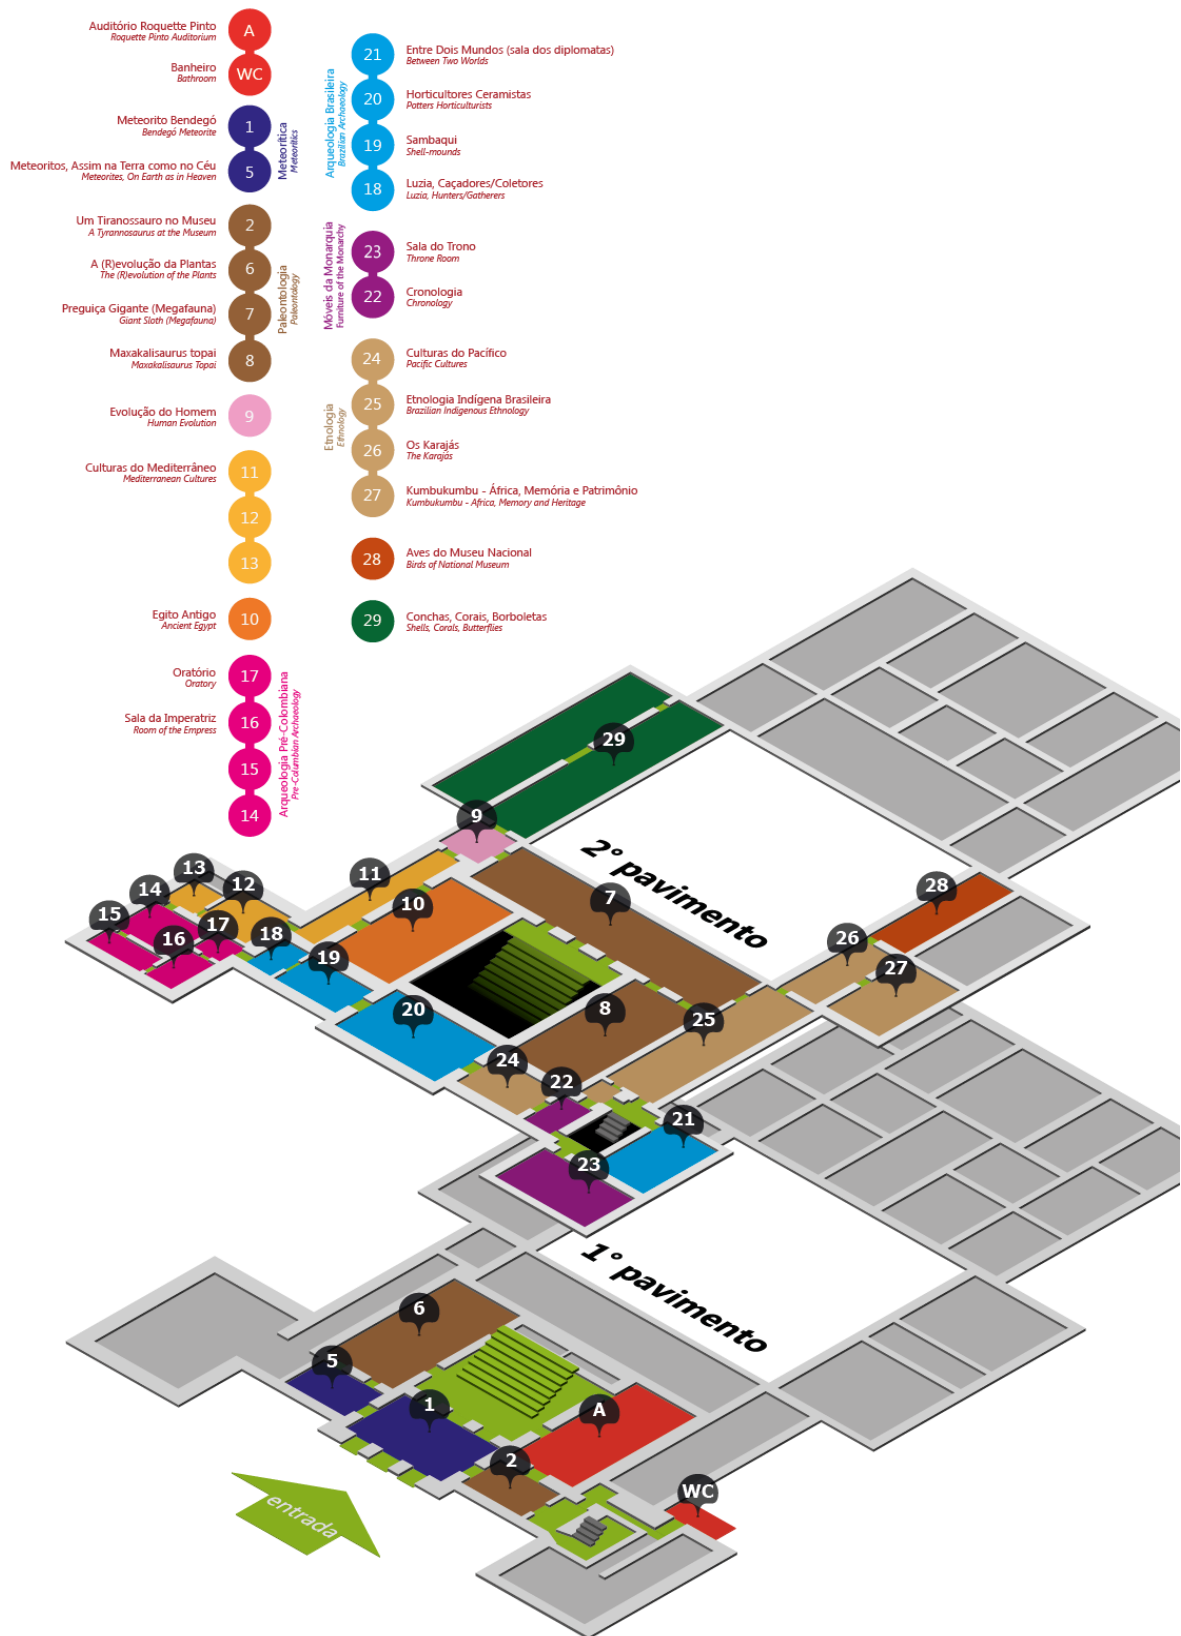 Auditório Roquette Pinto
Roquette Pinto Auditorium
A
Banheiro
Bathroom
WC
Meteorito Bendegó
Bendegó Meteorite
1
Meteoritos, Assim na Terra como no Céu
Meteorites, On Earth as in Heaven
5
Meteorítica
Meteoritics
Um Tiranossauro no Museu
A Tyrannosaurus at the Museum
2
A (R)evolução da Plantas
The (R)evolution of the Plants
6
Preguiça Gigante (Megafauna)
Giant Sloth (Megafauna)
7
Maxakalisaurus topai
Maxakalisaurus Topai
8
Paleontologia
Paleontology
Evolução do Homem
Human Evolution
9
Culturas do Mediterrâneo
Mediterranean Cultures
11
12
13
Egito Antigo
Ancient Egypt
10
Oratório
Oratory
17
Sala da Imperatriz
Room of the Empress
16
15
14
Arqueologia Pré-Colombiana
Pre-Columbian Archaeology
21
Entre Dois Mundos (sala dos diplomatas)
Between Two Worlds
20
Horticultores Ceramistas
Potters Horticulturists
19
Sambaqui
Shell-mounds
18
Luzia, Caçadores/Coletores
Luzia, Hunters/Gatherers
Arqueologia Brasileira
Brazilian Archaeology
23
Sala do Trono
Throne Room
22
Cronologia
Chronology
Móveis da Monarquia
Furniture of the Monarchy
24
Culturas do Pacífico
Pacific Cultures
25
Etnologia Indígena Brasileira
Brazilian Indigenous Ethnology
26
Os Karajás
The Karajás
27
Kumbukumbu - África, Memória e Patrimônio
Kumbukumbu - Africa, Memory and Heritage
Etnologia
Ethnology
28
Aves do Museu Nacional
Birds of National Museum
29
Conchas, Corais, Borboletas
Shells, Corals, Butterflies
29
9
2° pavimento
13
12
11
10
7
28
14
15
17
16
18
19
26
27
20
8
25
24
22
21
23
1° pavimento
6
5
1
A
2
WC
entrada